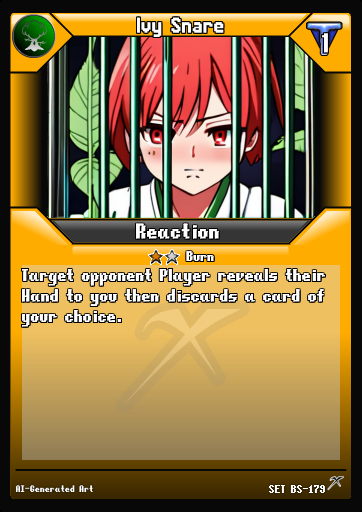 Ivy Snare
1
Reaction
Burn
Target opponent Player reveals their
Hand to you then discards a card of
your choice.
AI-Generated Art
SET BS-179